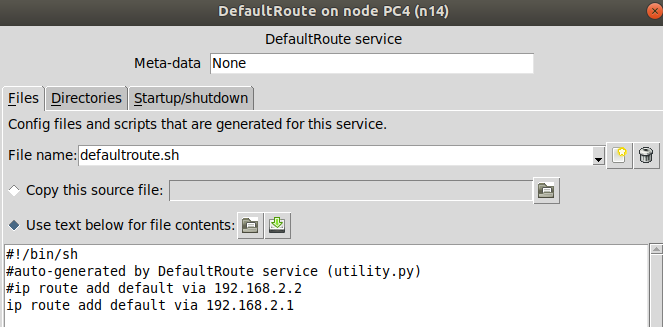 DefaultRoute on node PC4 (n14)
DefaultRoute service
Meta-data None
Files Directories Startup/shutdown
Config files and scripts that are generated for this service.
File name: defaultroute.sh
Copy this source file:
Use text below for file contents:
#!/bin/sh
#auto-generated by DefaultRoute service (utility.py)
#ip route add default via 192.168.2.2
ip route add default via 192.168.2.1